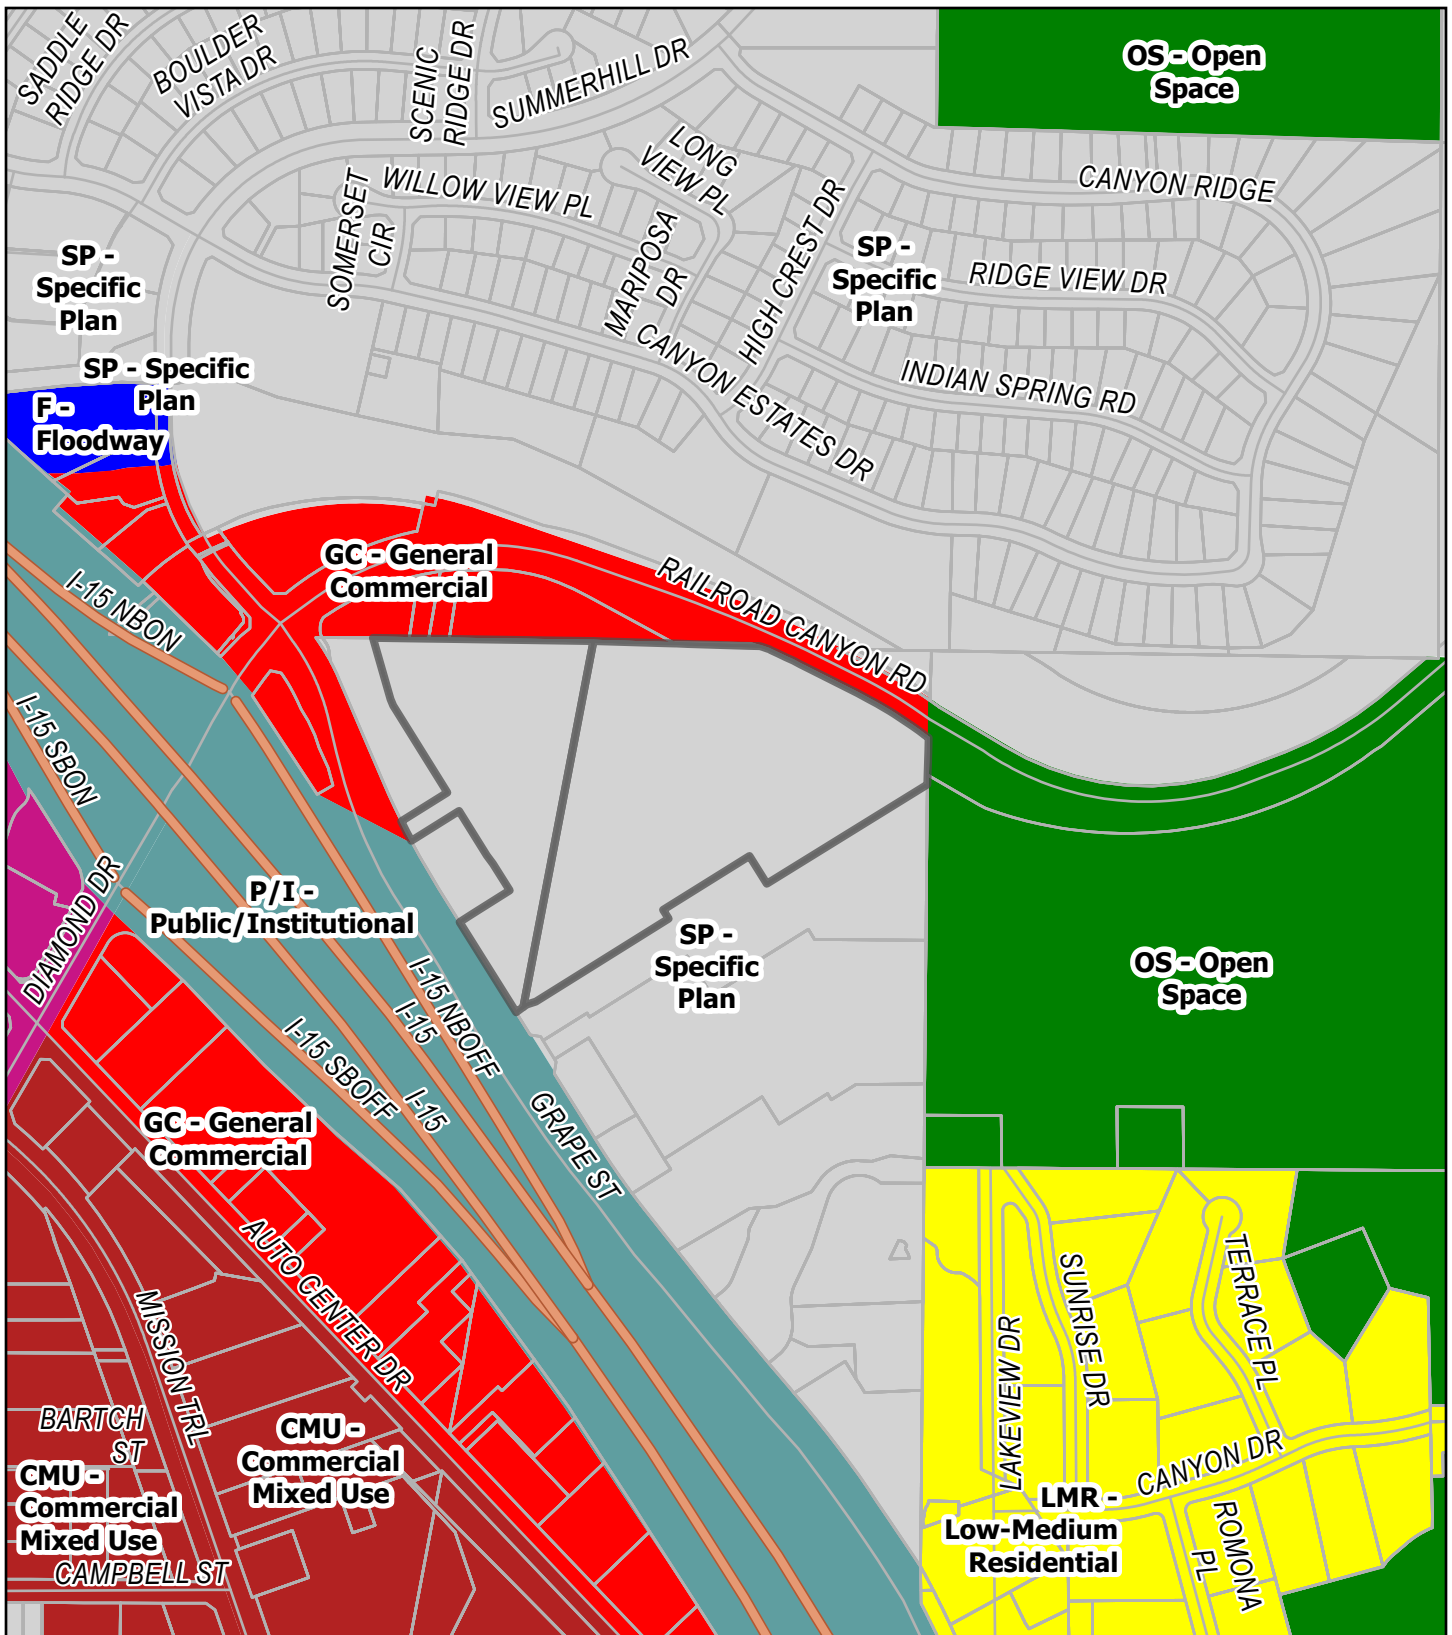 SADDLE
RIDGE DR
BOULDER
VISTA DR
SCENIC
RIDGE DR
SUMMERHILL DR
OS - Open
Space
LONG
VIEW PL
WILLOW VIEW PL
SOMERSET
CIR
MARIPOSA
DR
HIGH CREST DR
CANYON RIDGE
SP -
Specific
Plan
SP -
Specific
Plan
RIDGE VIEW DR
SP - Specific
Plan
F -
Floodway
CANYON ESTATES DR
INDIAN SPRING RD
GC - General
Commercial
RAILROAD CANYON RD
I-15 NBON
I-15 SBON
DIAMOND DR
P/I -
Public/Institutional
SP -
Specific
Plan
OS - Open
Space
I-15 NBOFF
I-15
I-15 SBOFF
I-15
GRAPE ST
GC - General
Commercial
AUTO CENTER DR
MISSION TRL
BARTCH
ST
CMU -
Commercial
Mixed Use
CMU -
Commercial
Mixed Use
CAMPBELL ST
LAKEVIEW DR
SUNRISE DR
TERRACE PL
CANYON DR
LMR -
Low-Medium
Residential
ROMONA
PL